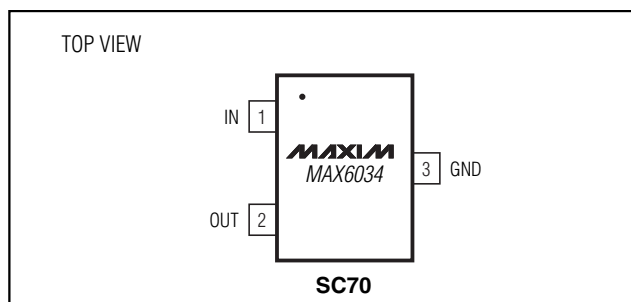 TOP VIEW
IN 1
MAXIM
MAX6034
3 GND
OUT 2
SC70